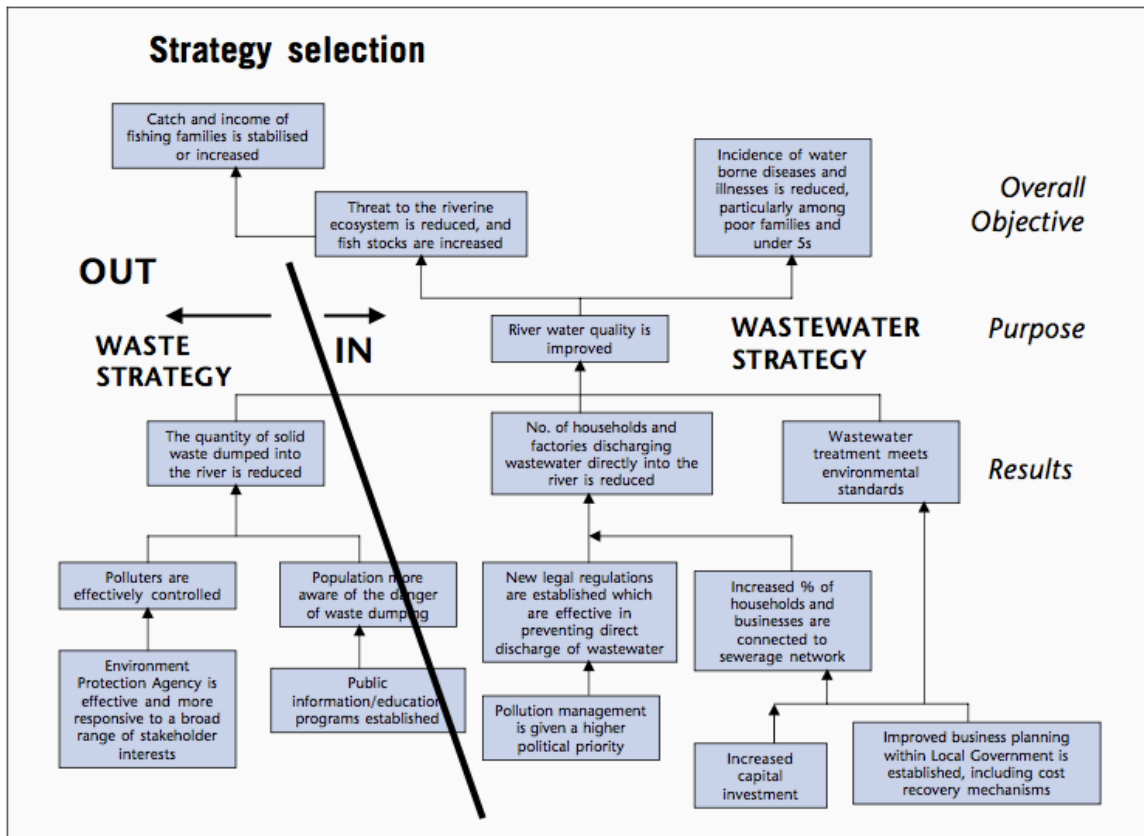 Strategy selection
Catch and income of
fishing families is stabilised
or increased
Incidence of water
borne diseases and
illnesses is reduced,
particularly among
poor families and
under 5s
Overall
Objective
Threat to the riverine
ecosystem is reduced, and
fish stocks are increased
OUT
WASTE
STRATEGY
IN
River water quality is
improved
WASTEWATER
STRATEGY
Purpose
The quantity of solid
waste dumped into
the river is reduced
No. of households and
factories discharging
wastewater directly into the
river is reduced
Wastewater
treatment meets
environmental
standards
Results
Polluters are
effectively controlled
Population more
aware of the danger
of waste dumping
New legal regulations
are established which
are effective in
preventing direct
discharge of wastewater
Increased % of
households and
businesses are
connected to
sewerage network
Environment
Protection Agency is
effective and more
responsive to a broad
range of stakeholder
interests
Public
information/education
programs established
Pollution management
is given a higher
political priority
Increased
capital
investment
Improved business planning
within Local Government is
established, including cost
recovery mechanisms